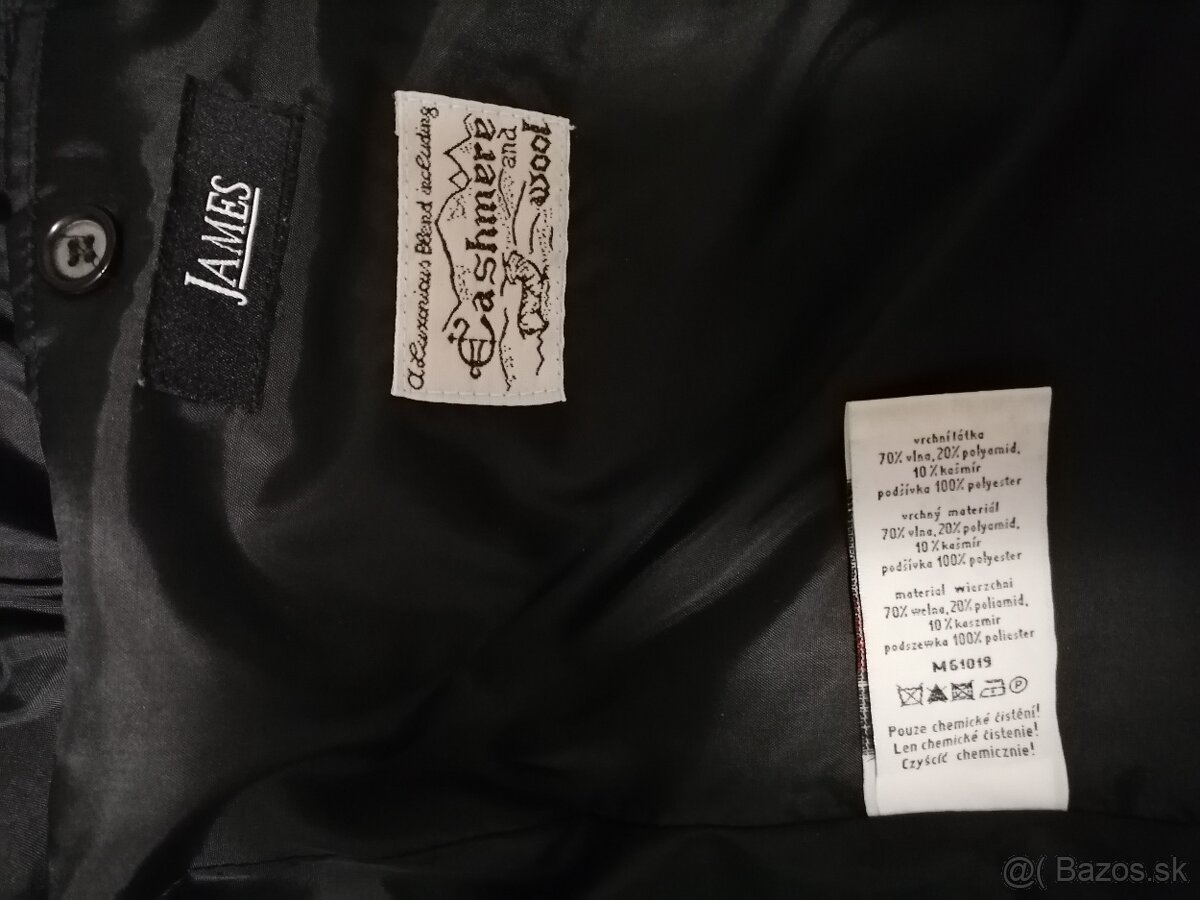 JAMES
A Luxorious Blend including
Cashmere
and
wool
vrchní látka
70% vlna, 20% polyamid,
10% kašmír
podšívka 100% polyester
vrchný materiál
70% vlna, 20% polyamid,
10% kašmír
podšívka 100% polyester
materiał wierzchni
70% wełna, 20% poliamid,
10% kaszmir
podszewka 100% poliester
M61019
P
Pouze chemické čistění!
Len chemické čistenie!
Czyścić chemicznie!
@( Bazos.sk